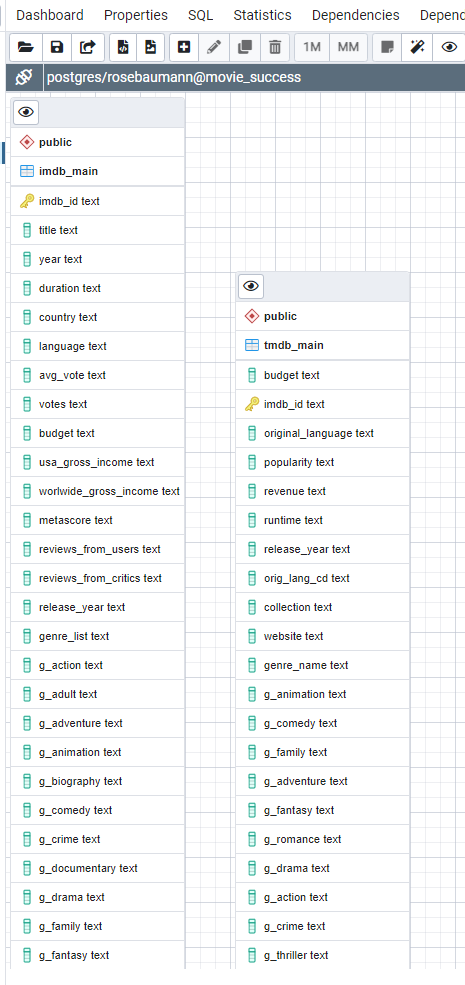 Dashboard Properties SQL Statistics Dependencies Depend
1M MM
postgres/rosebaumann@movie_success
public
imdb_main
imdb_id text
title text
year text
duration text
country text
language text
avg_vote text
votes text
budget text
usa_gross_income text
worlwide_gross_income text
metascore text
reviews_from_users text
reviews_from_critics text
release_year text
genre_list text
g_action text
g_adult text
g_adventure text
g_animation text
g_biography text
g_comedy text
g_crime text
g_documentary text
g_drama text
g_family text
g_fantasy text
public
tmdb_main
budget text
imdb_id text
original_language text
popularity text
revenue text
runtime text
release_year text
orig_lang_cd text
collection text
website text
genre_name text
g_animation text
g_comedy text
g_family text
g_adventure text
g_fantasy text
g_romance text
g_drama text
g_action text
g_crime text
g_thriller text